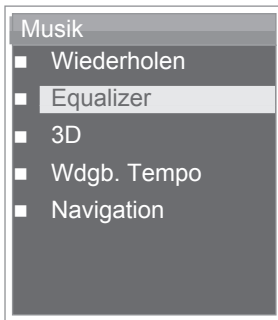 Musik
Wiederholen
Equalizer
3D
Wdgb. Tempo
Navigation